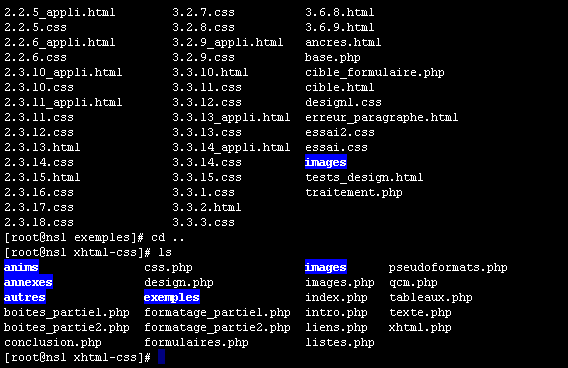 2.2.5_appli.html 3.2.7.css 3.6.8.html
2.2.5.css 3.2.8.css 3.6.9.html
2.2.6_appli.html 3.2.9_appli.html ancres.html
2.2.6.css 3.2.9.css base.php
2.3.10_appli.html 3.3.10.html cible_formulaire.php
2.3.10.css 3.3.11.css cible.html
2.3.11_appli.html 3.3.12.css design1.css
2.3.11.css 3.3.13_appli.html erreur_paragraphe.html
2.3.12.css 3.3.13.css essai2.css
2.3.13.html 3.3.14_appli.html essai.css
2.3.14.css 3.3.14.css images
2.3.15.html 3.3.15.css tests_design.html
2.3.16.css 3.3.1.css traitement.php
2.3.17.css 3.3.2.html
2.3.18.css 3.3.3.css
[root@ns1 exemples]# cd ..
[root@ns1 xhtml-css]# ls
anims css.php images pseudoformats.php
annexes design.php images.php qcm.php
autres exemples index.php tableaux.php
boites_partie1.php formatage_partie1.php intro.php texte.php
boites_partie2.php formatage_partie2.php liens.php xhtml.php
conclusion.php formulaires.php listes.php
[root@ns1 xhtml-css]#